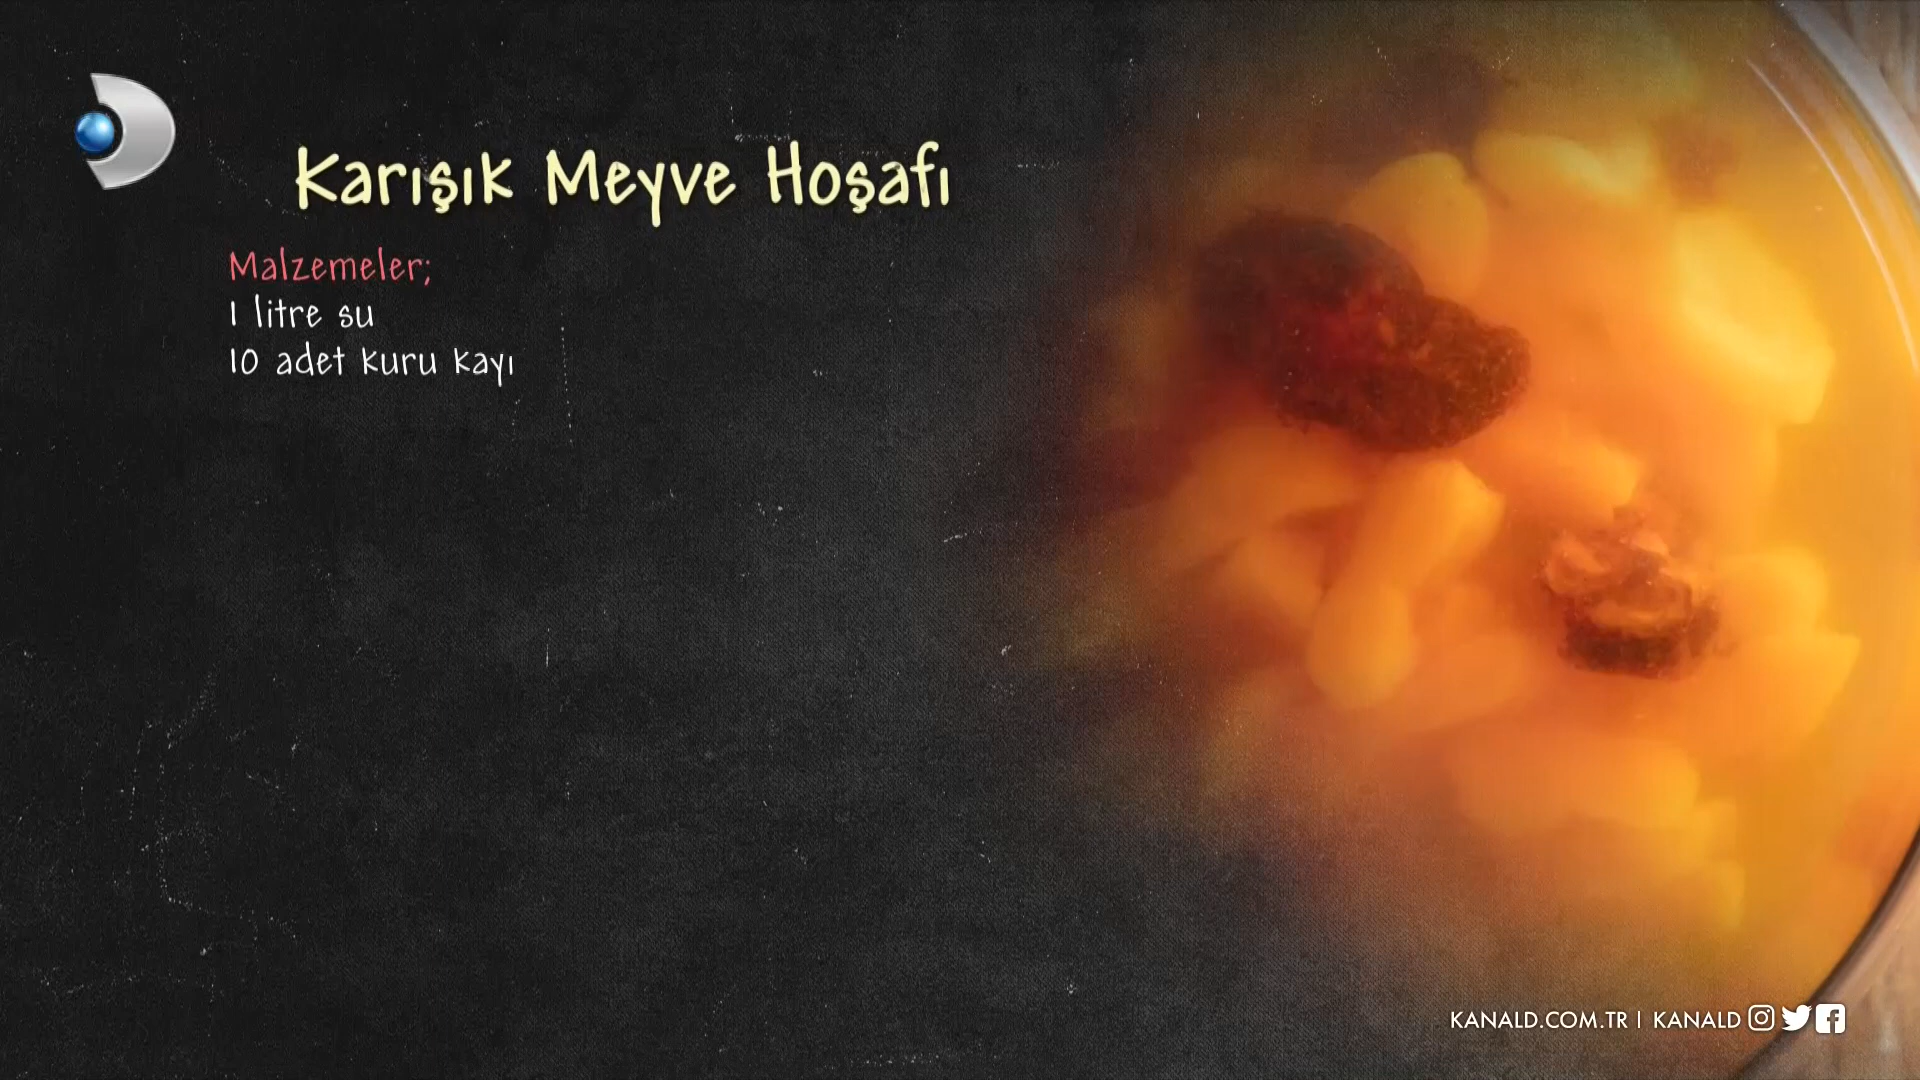 Karışık Meyve Hoşafı
Malzemeler;
1 litre su
10 adet kuru kayı
KANALD.COM.TR | KANALD